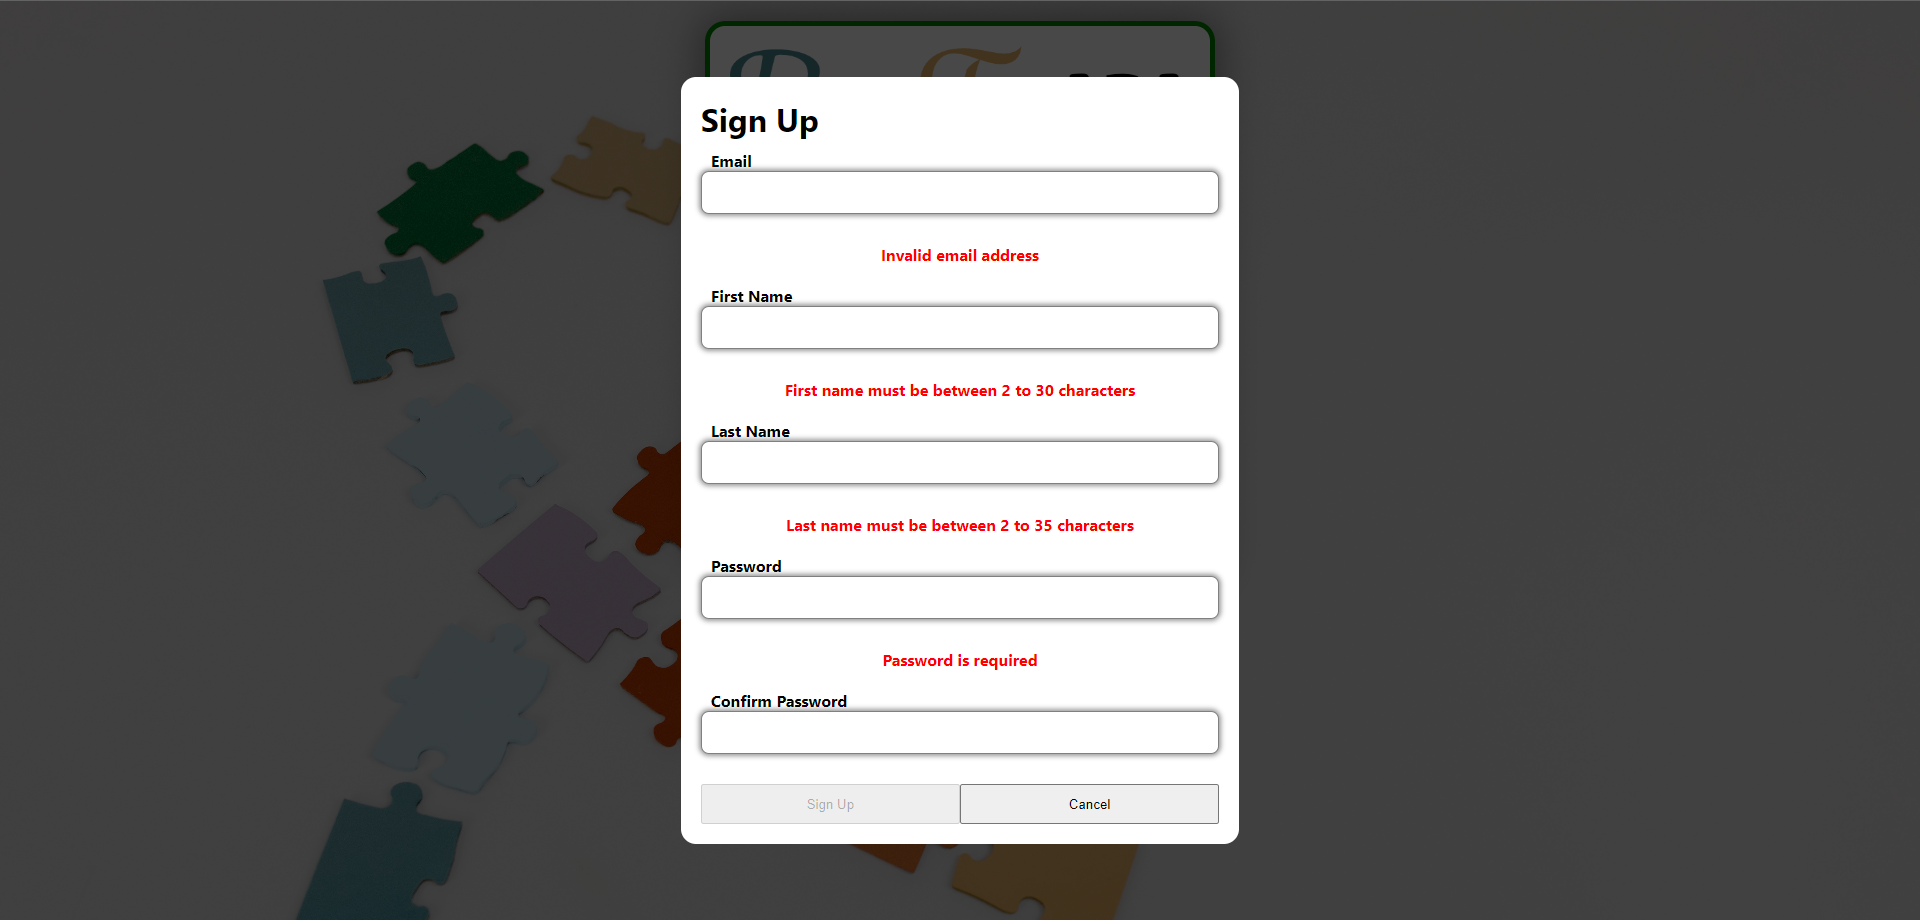 Sign Up
Email
Invalid email address
First Name
First name must be between 2 to 30 characters
Last Name
Last name must be between 2 to 35 characters
Password
Password is required
Confirm Password
Sign Up
Cancel